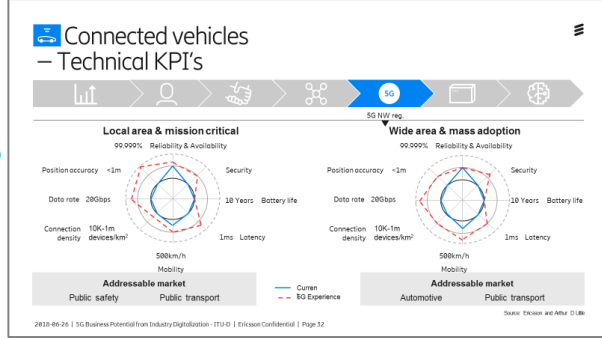 Connected vehicles
– Technical KPI's
5G
5G NW reg.
Local area & mission critical
99.999% Reliability & Availability
Position accuracy <1m
Security
Data rate 20Gbps
10 Years Battery life
Connection density 10K-1m devices/km²
1ms Latency
500km/h
Mobility
Addressable market
Public safety Public transport
Curren
5G Experience
Wide area & mass adoption
99.999% Reliability & Availability
Position accuracy <1m
Security
Data rate 20Gbps
10 Years Battery life
Connection density 10K-1m devices/km²
1ms Latency
500km/h
Mobility
Addressable market
Automotive Public transport
Source: Ericsson and Arthur D Little
2018-06-26 | 5G Business Potential from Industry Digitalization - ITU-D | Ericsson Confidential | Page 32